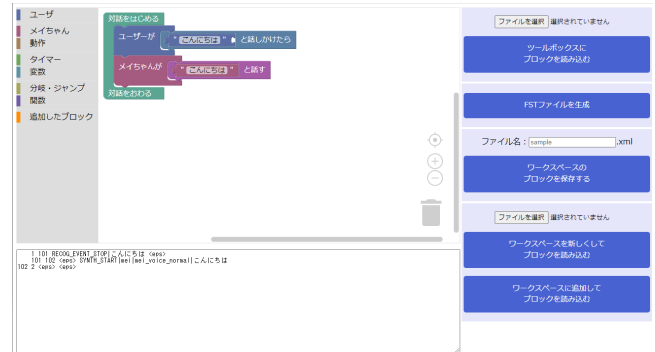 ユーザ
メイちゃん
動作
タイマー
変数
分岐・ジャンプ
関数
追加したブロック
対話をはじめる
ユーザーが " こんにちは " と話しかけたら
メイちゃんが " こんにちは " と話す
対話をおわる
1 101 RECOG_EVENT_STOP|こんにちは <eps>
101 102 <eps> SYNTH_START|mei|mei_voice_normal|こんにちは
102 2 <eps> <eps>
ファイルを選択 選択されていません
ツールボックスに
ブロックを読み込む
FSTファイルを生成
ファイル名：sample.xml
ワークスペースの
ブロックを保存する
ファイルを選択 選択されていません
ワークスペースを新しくして
ブロックを読み込む
ワークスペースに追加して
ブロックを読み込む